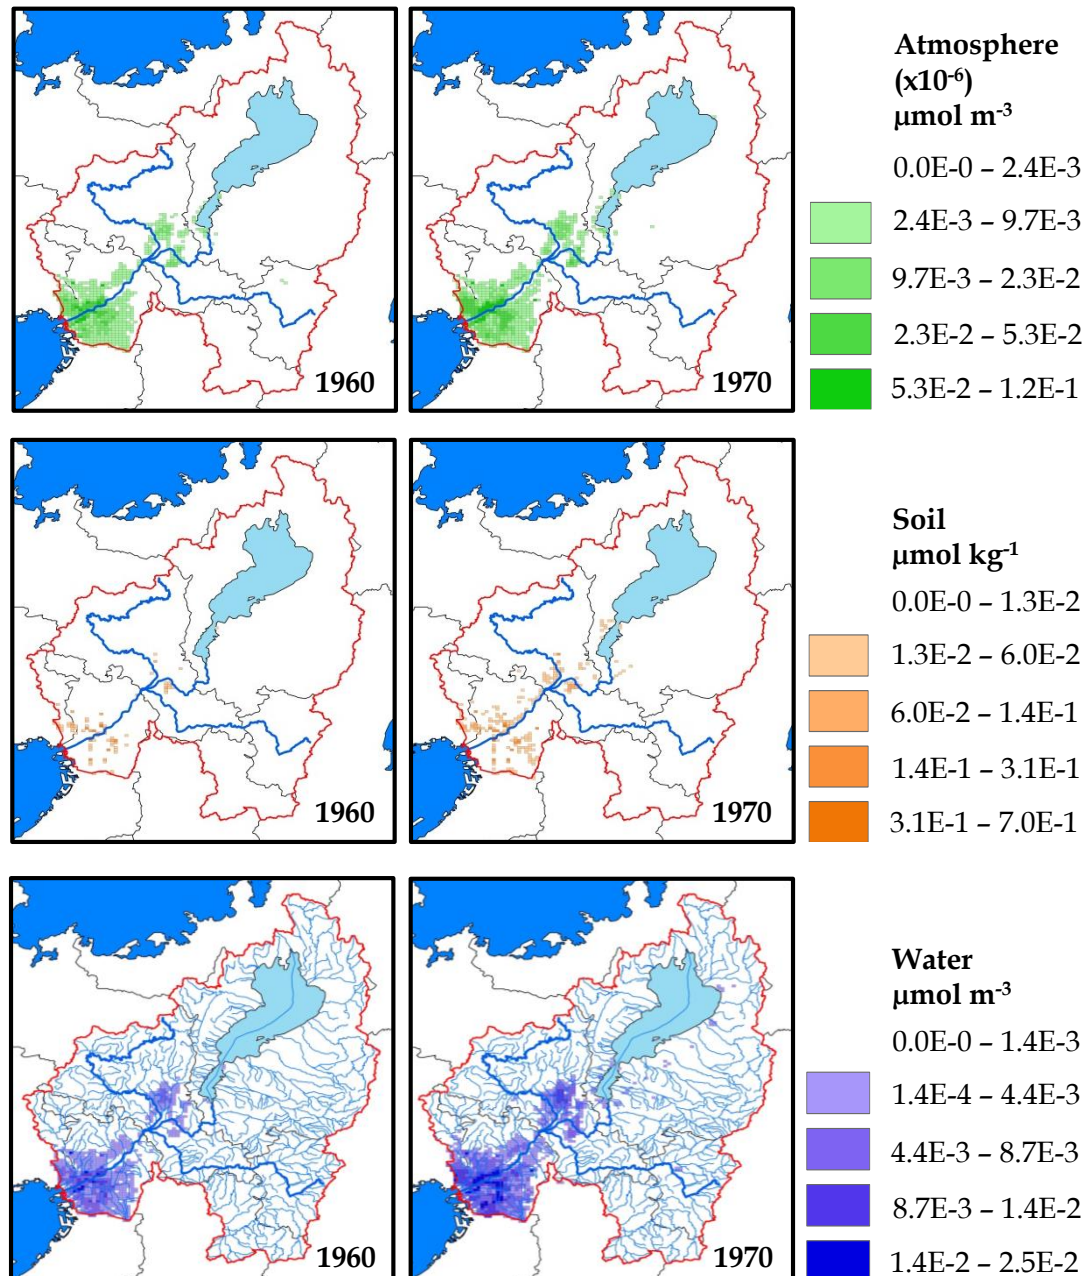 1960
1970
Atmosphere
(x10⁻⁶)
µmol m⁻³
0.0E-0 – 2.4E-3
2.4E-3 – 9.7E-3
9.7E-3 – 2.3E-2
2.3E-2 – 5.3E-2
5.3E-2 – 1.2E-1
1960
1970
Soil
µmol kg⁻¹
0.0E-0 – 1.3E-2
1.3E-2 – 6.0E-2
6.0E-2 – 1.4E-1
1.4E-1 – 3.1E-1
3.1E-1 – 7.0E-1
1960
1970
Water
µmol m⁻³
0.0E-0 – 1.4E-3
1.4E-4 – 4.4E-3
4.4E-3 – 8.7E-3
8.7E-3 – 1.4E-2
1.4E-2 – 2.5E-2